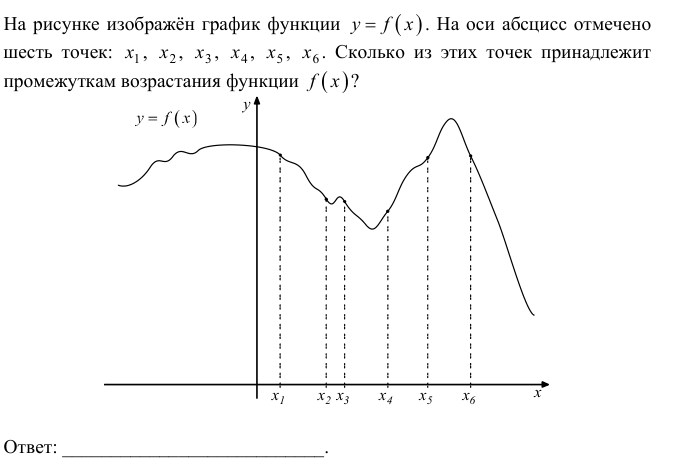 На рисунке изображён график функции y = f(x). На оси абсцисс отмечено
шесть точек: x₁, x₂, x₃, x₄, x₅, x₆. Сколько из этих точек принадлежит
промежуткам возрастания функции f(x)?
y
y = f(x)
x₁ x₂ x₃ x₄ x₅ x₆ x
Ответ: ___________________________.